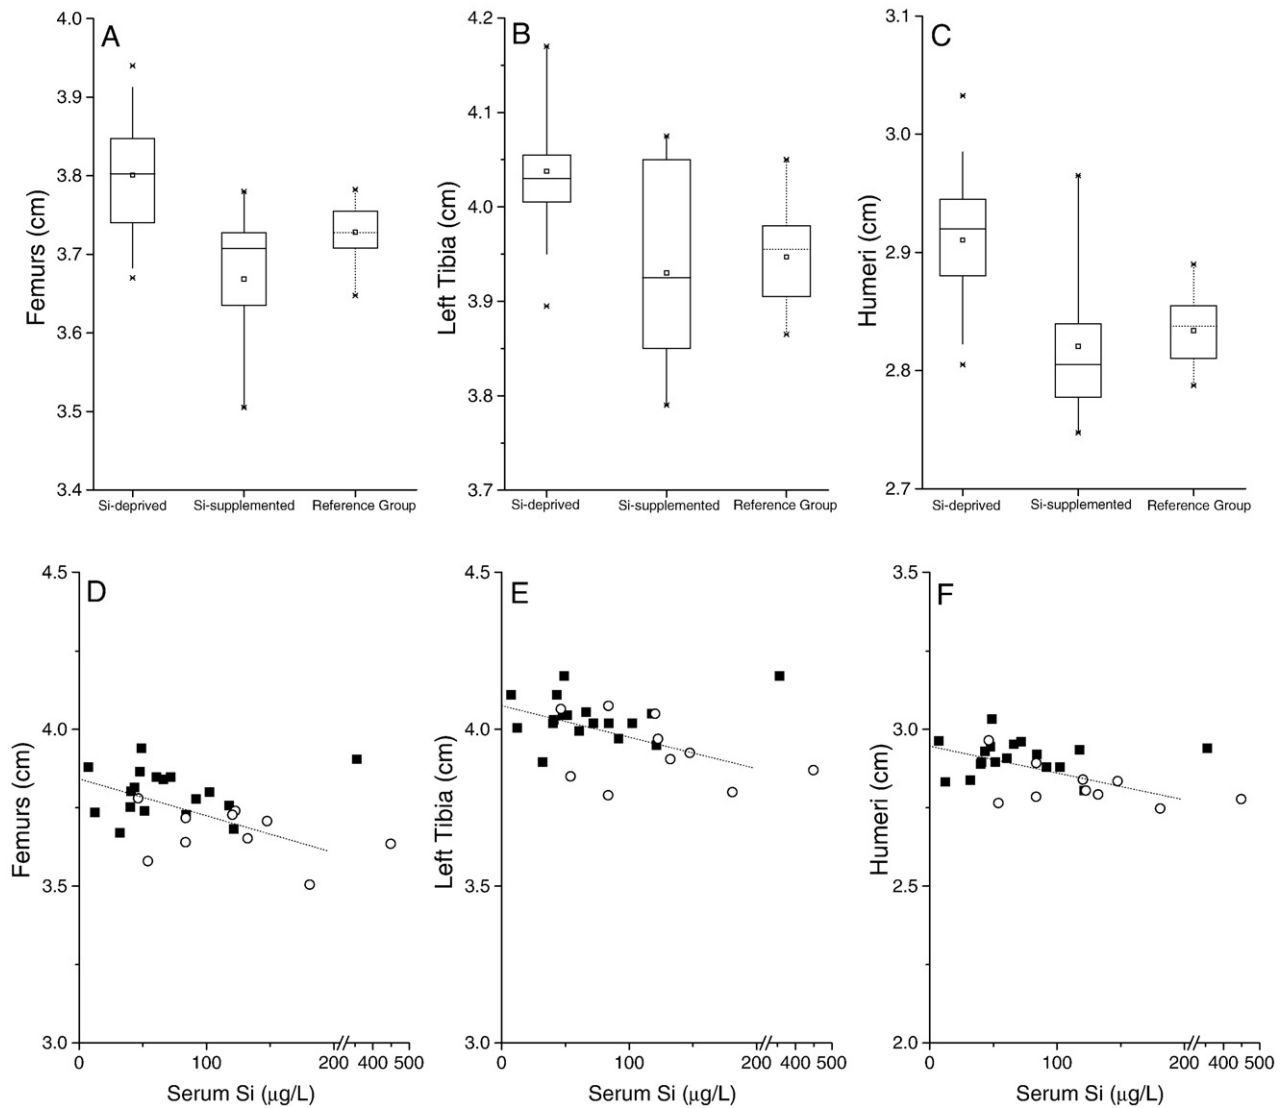 A
Femurs (cm)
4.0
3.9
3.8
3.7
3.6
3.5
3.4
Si-deprived Si-supplemented Reference Group
B
Left Tibia (cm)
4.2
4.1
4.0
3.9
3.8
3.7
Si-deprived Si-supplemented Reference Group
C
Humeri (cm)
3.1
3.0
2.9
2.8
2.7
Si-deprived Si-supplemented Reference Group
D
Femurs (cm)
4.5
4.0
3.5
3.0
0 100 200 400 500
Serum Si (µg/L)
E
Left Tibia (cm)
4.5
4.0
3.5
3.0
0 100 200 400 500
Serum Si (µg/L)
F
Humeri (cm)
3.5
3.0
2.5
2.0
0 100 200 400 500
Serum Si (µg/L)